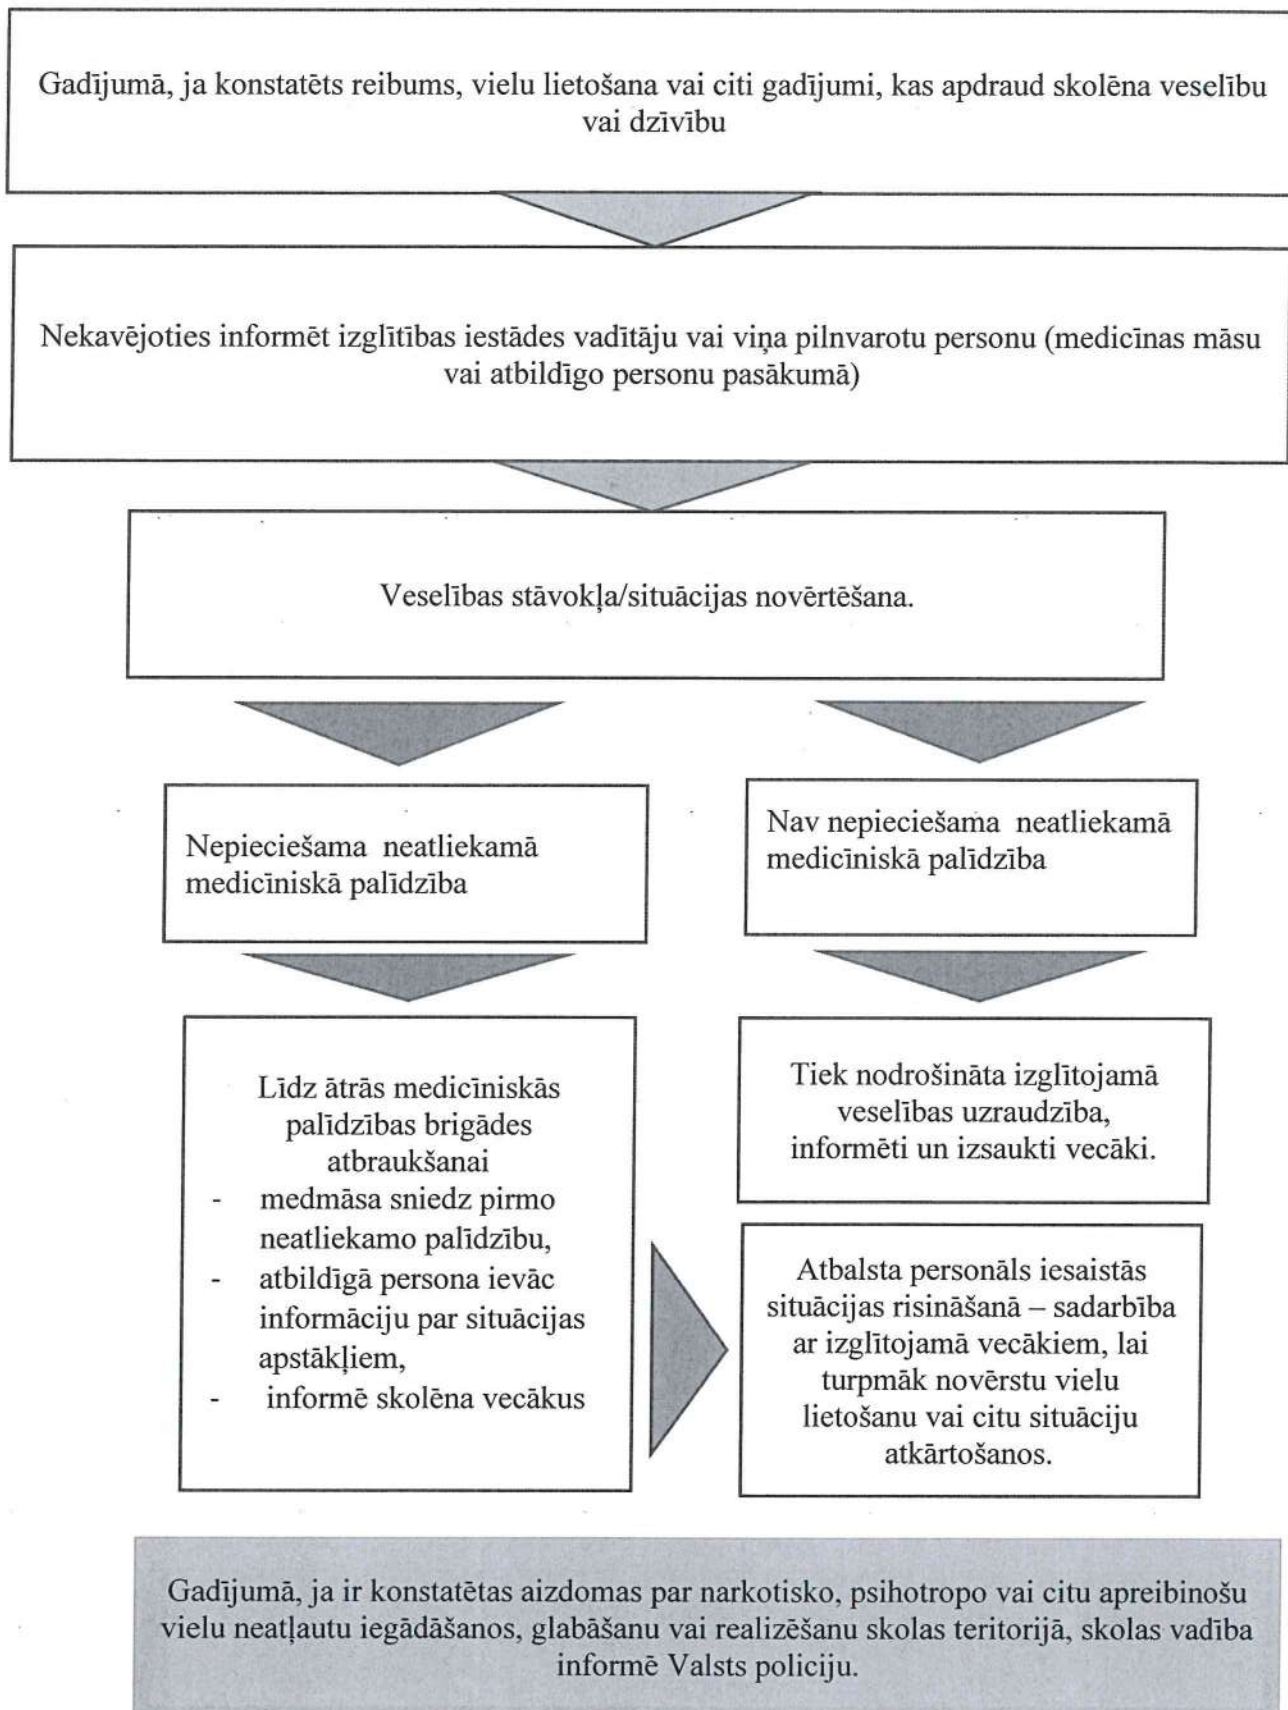 Gadījumā, ja konstatēts reibums, vielu lietošana vai citi gadījumi, kas apdraud skolēna veselību
vai dzīvību
Nekavējoties informēt izglītības iestādes vadītāju vai viņa pilnvarotu personu (medicīnas māsu
vai atbildīgo personu pasākumā)
Veselības stāvokļa/situācijas novērtēšana.
Nepieciešama neatliekamā
medicīniskā palīdzība
Nav nepieciešama neatliekamā
medicīniskā palīdzība
Līdz ātrās medicīniskās
palīdzības brigādes
atbraukšanai
- medmāsa sniedz pirmo
neatliekamo palīdzību,
- atbildīgā persona ievāc
informāciju par situācijas
apstākļiem,
- informē skolēna vecākus
Tiek nodrošināta izglītojamā
veselības uzraudzība,
informēti un izsaukti vecāki.
Atbalsta personāls iesaistās
situācijas risināšanā – sadarbība
ar izglītojamā vecākiem, lai
turpmāk novērstu vielu
lietošanu vai citu situāciju
atkārtošanos.
Gadījumā, ja ir konstatētas aizdomas par narkotisko, psihotropo vai citu apreibinošu
vielu neatļautu iegādāšanos, glabāšanu vai realizēšanu skolas teritorijā, skolas vadība
informē Valsts policiju.